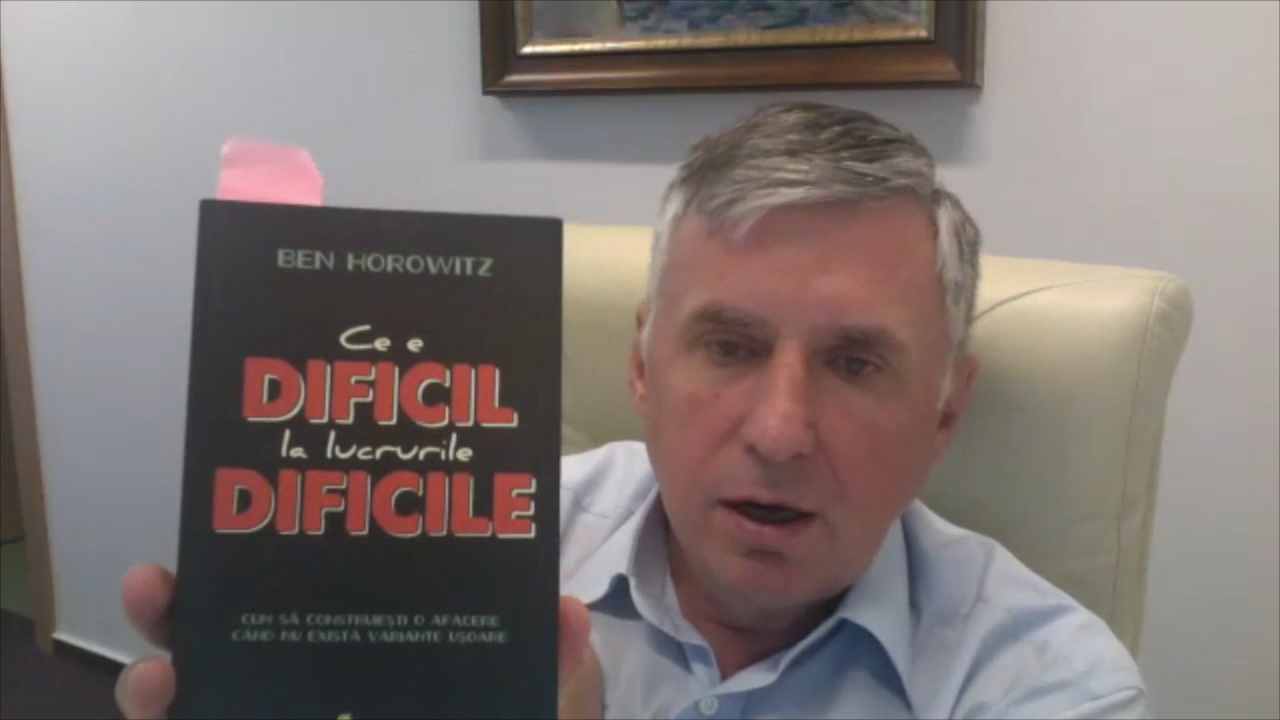 BEN HOROWITZ
Ce e
DIFICIL
la lucrurile
DIFICILE
CUM SĂ CONSTRUIEȘTI O AFACERE
CÂND NU EXISTĂ VARIANTE UȘOARE